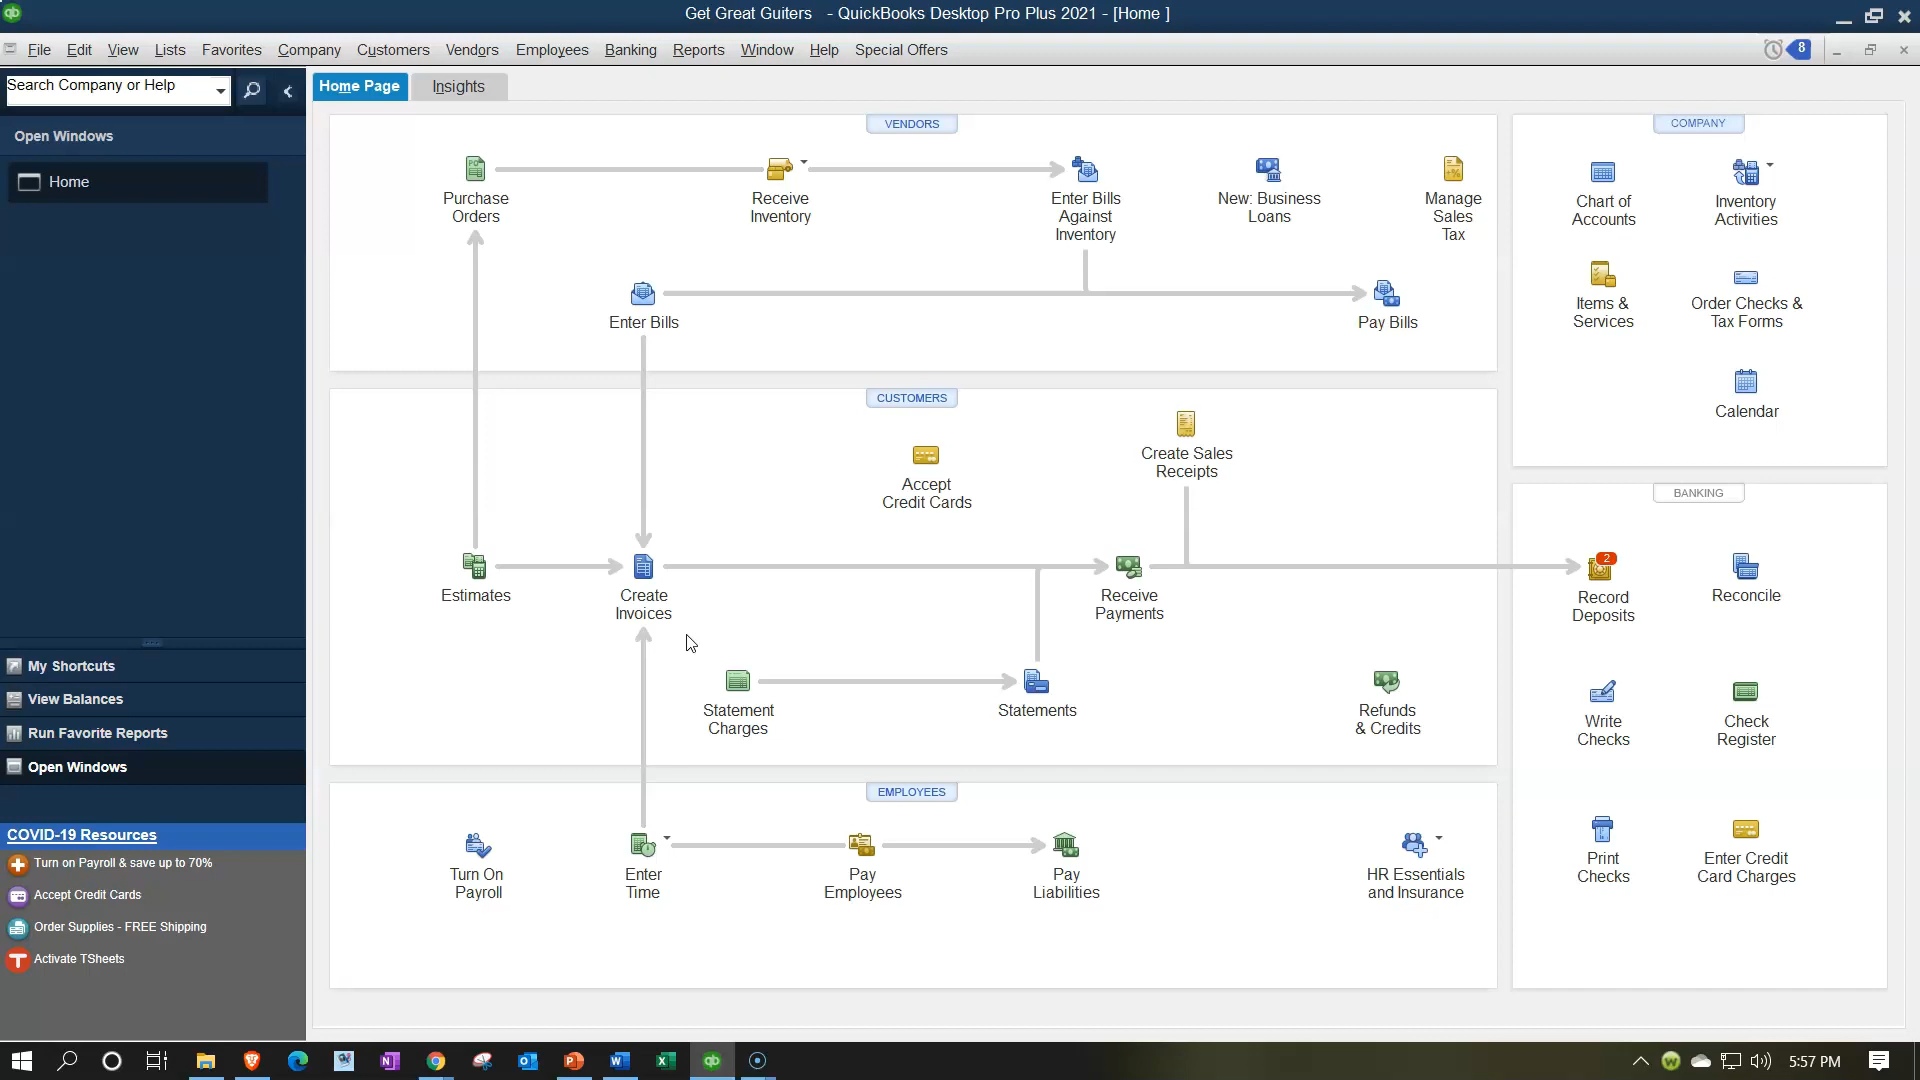 Get Great Guiters - QuickBooks Desktop Pro Plus 2021 - [Home ]
File Edit View Lists Favorites Company Customers Vendors Employees Banking Reports Window Help Special Offers
8
Search Company or Help
Home Page Insights
Open Windows
Home
My Shortcuts
View Balances
Run Favorite Reports
Open Windows
COVID-19 Resources
Turn on Payroll & save up to 70%
Accept Credit Cards
Order Supplies - FREE Shipping
Activate TSheets
VENDORS
Purchase
Orders
Receive
Inventory
Enter Bills
Against
Inventory
New: Business
Loans
Manage
Sales
Tax
Enter Bills
Pay Bills
CUSTOMERS
Accept
Credit Cards
Create Sales
Receipts
Estimates
Create
Invoices
Receive
Payments
Statement
Charges
Statements
Refunds
& Credits
EMPLOYEES
Turn On
Payroll
Enter
Time
Pay
Employees
Pay
Liabilities
HR Essentials
and Insurance
COMPANY
Chart of
Accounts
Inventory
Activities
Items &
Services
Order Checks &
Tax Forms
Calendar
BANKING
2
Record
Deposits
Reconcile
Write
Checks
Check
Register
Print
Checks
Enter Credit
Card Charges
5:57 PM